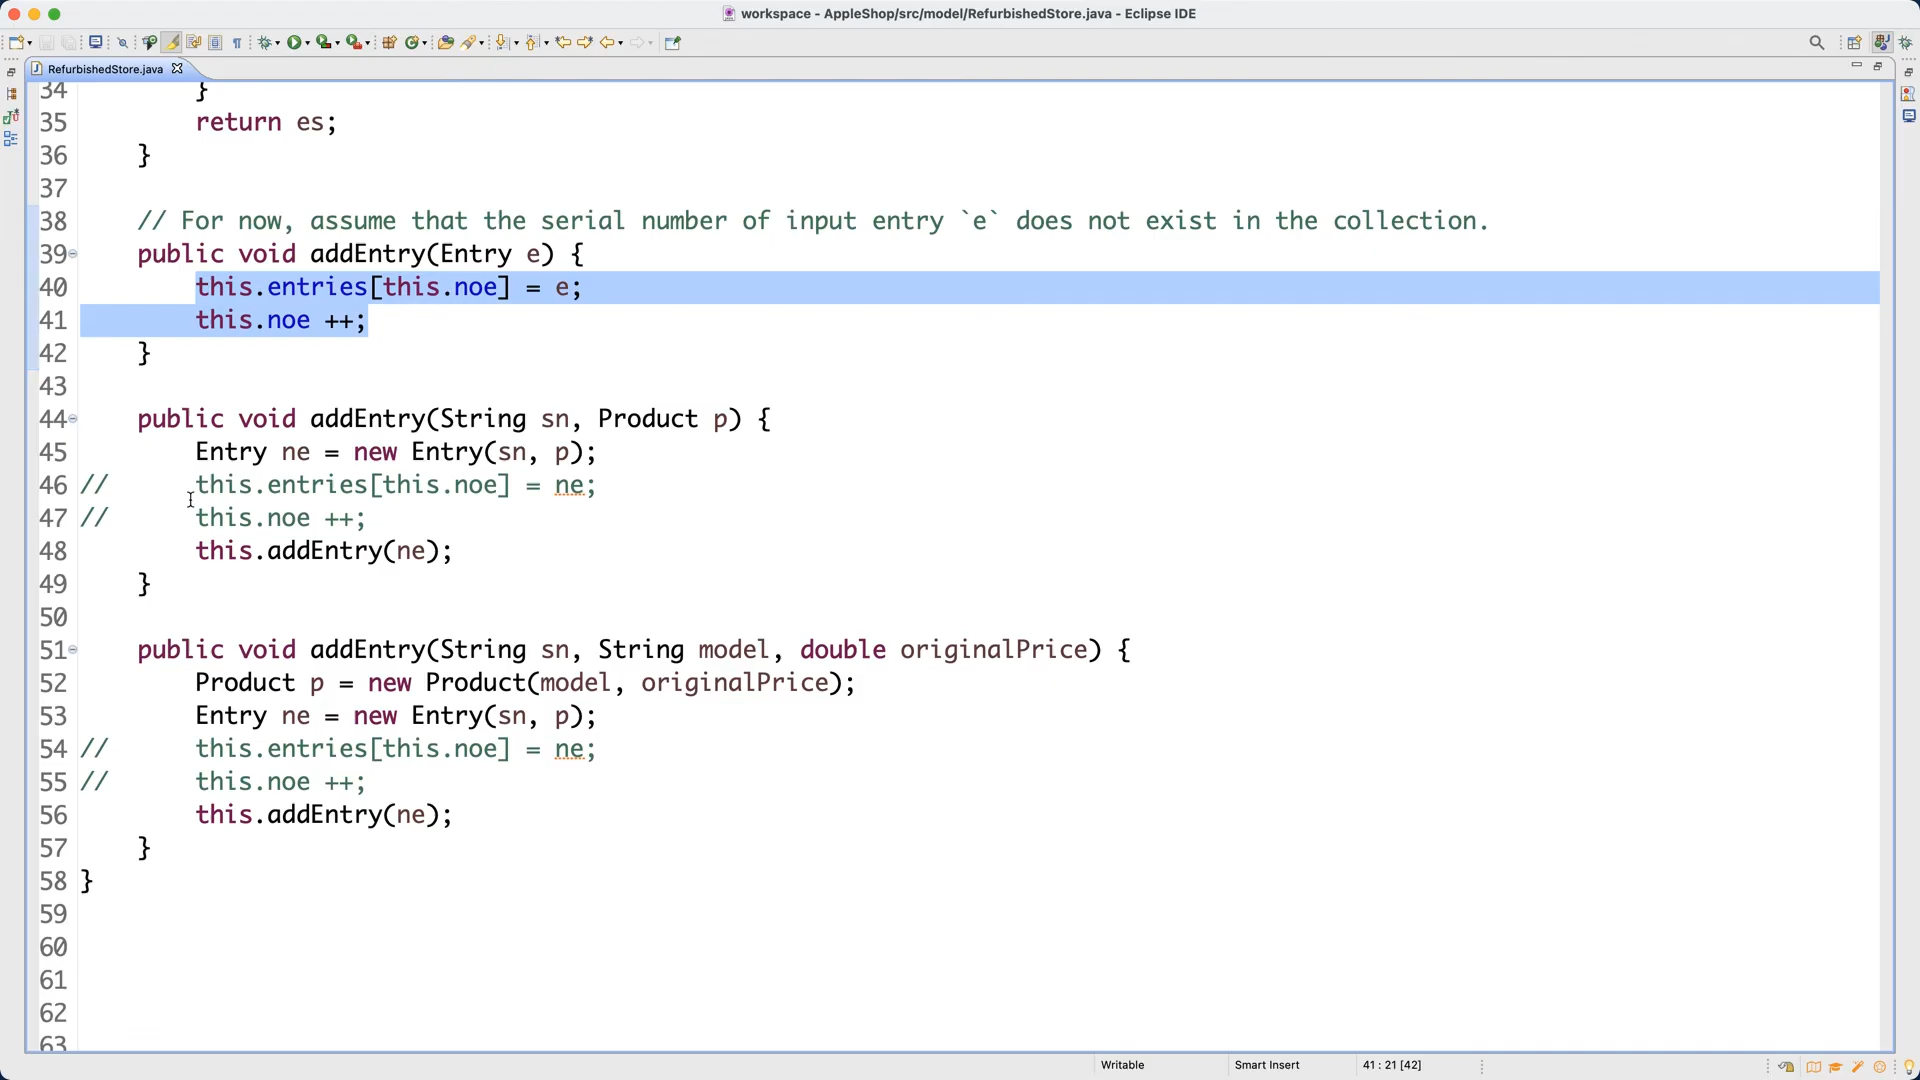 workspace - AppleShop/src/model/RefurbishedStore.java - Eclipse IDE
RefurbishedStore.java
34 }
35 return es;
36 }
37
38 // For now, assume that the serial number of input entry `e` does not exist in the collection.
39 public void addEntry(Entry e) {
40 this.entries[this.noe] = e;
41 this.noe ++;
42 }
43
44 public void addEntry(String sn, Product p) {
45 Entry ne = new Entry(sn, p);
46 // this.entries[this.noe] = ne;
47 // this.noe ++;
48 this.addEntry(ne);
49 }
50
51 public void addEntry(String sn, String model, double originalPrice) {
52 Product p = new Product(model, originalPrice);
53 Entry ne = new Entry(sn, p);
54 // this.entries[this.noe] = ne;
55 // this.noe ++;
56 this.addEntry(ne);
57 }
58 }
59
60
61
62
63
Writable Smart Insert 41 : 21 [42]